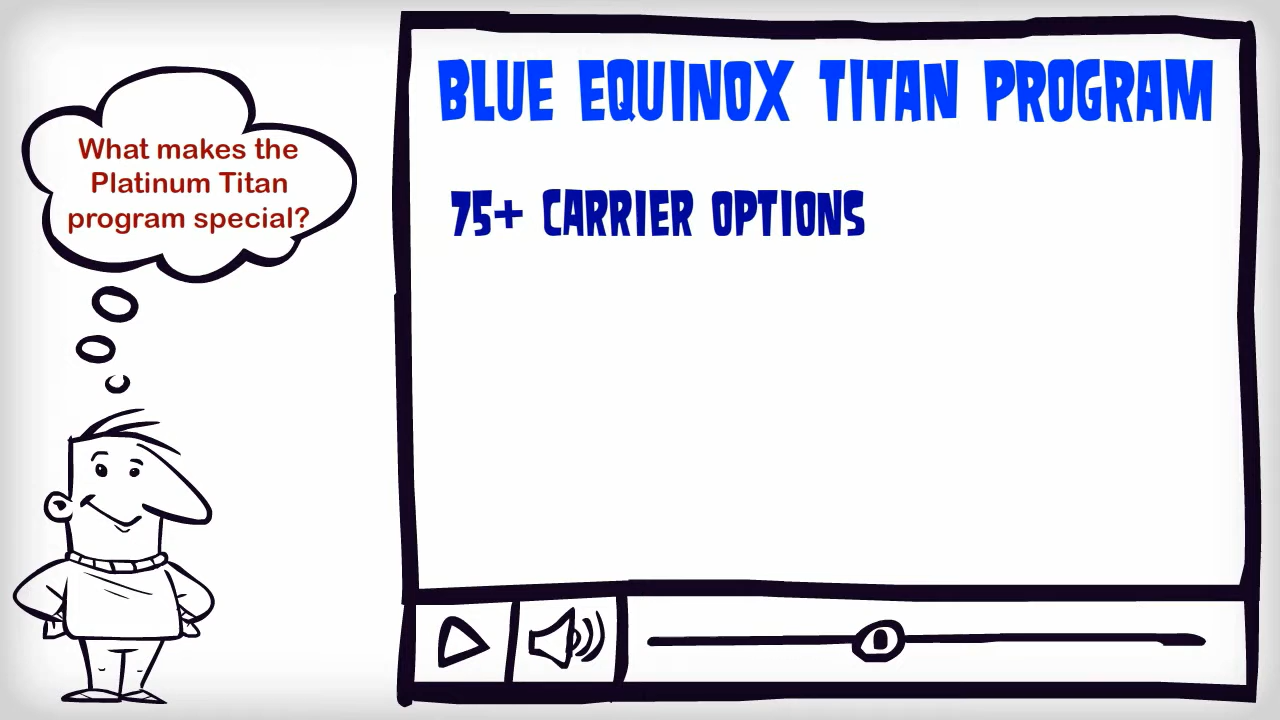 What makes the
Platinum Titan
program special?
BLUE EQUINOX TITAN PROGRAM
75+ CARRIER OPTIONS